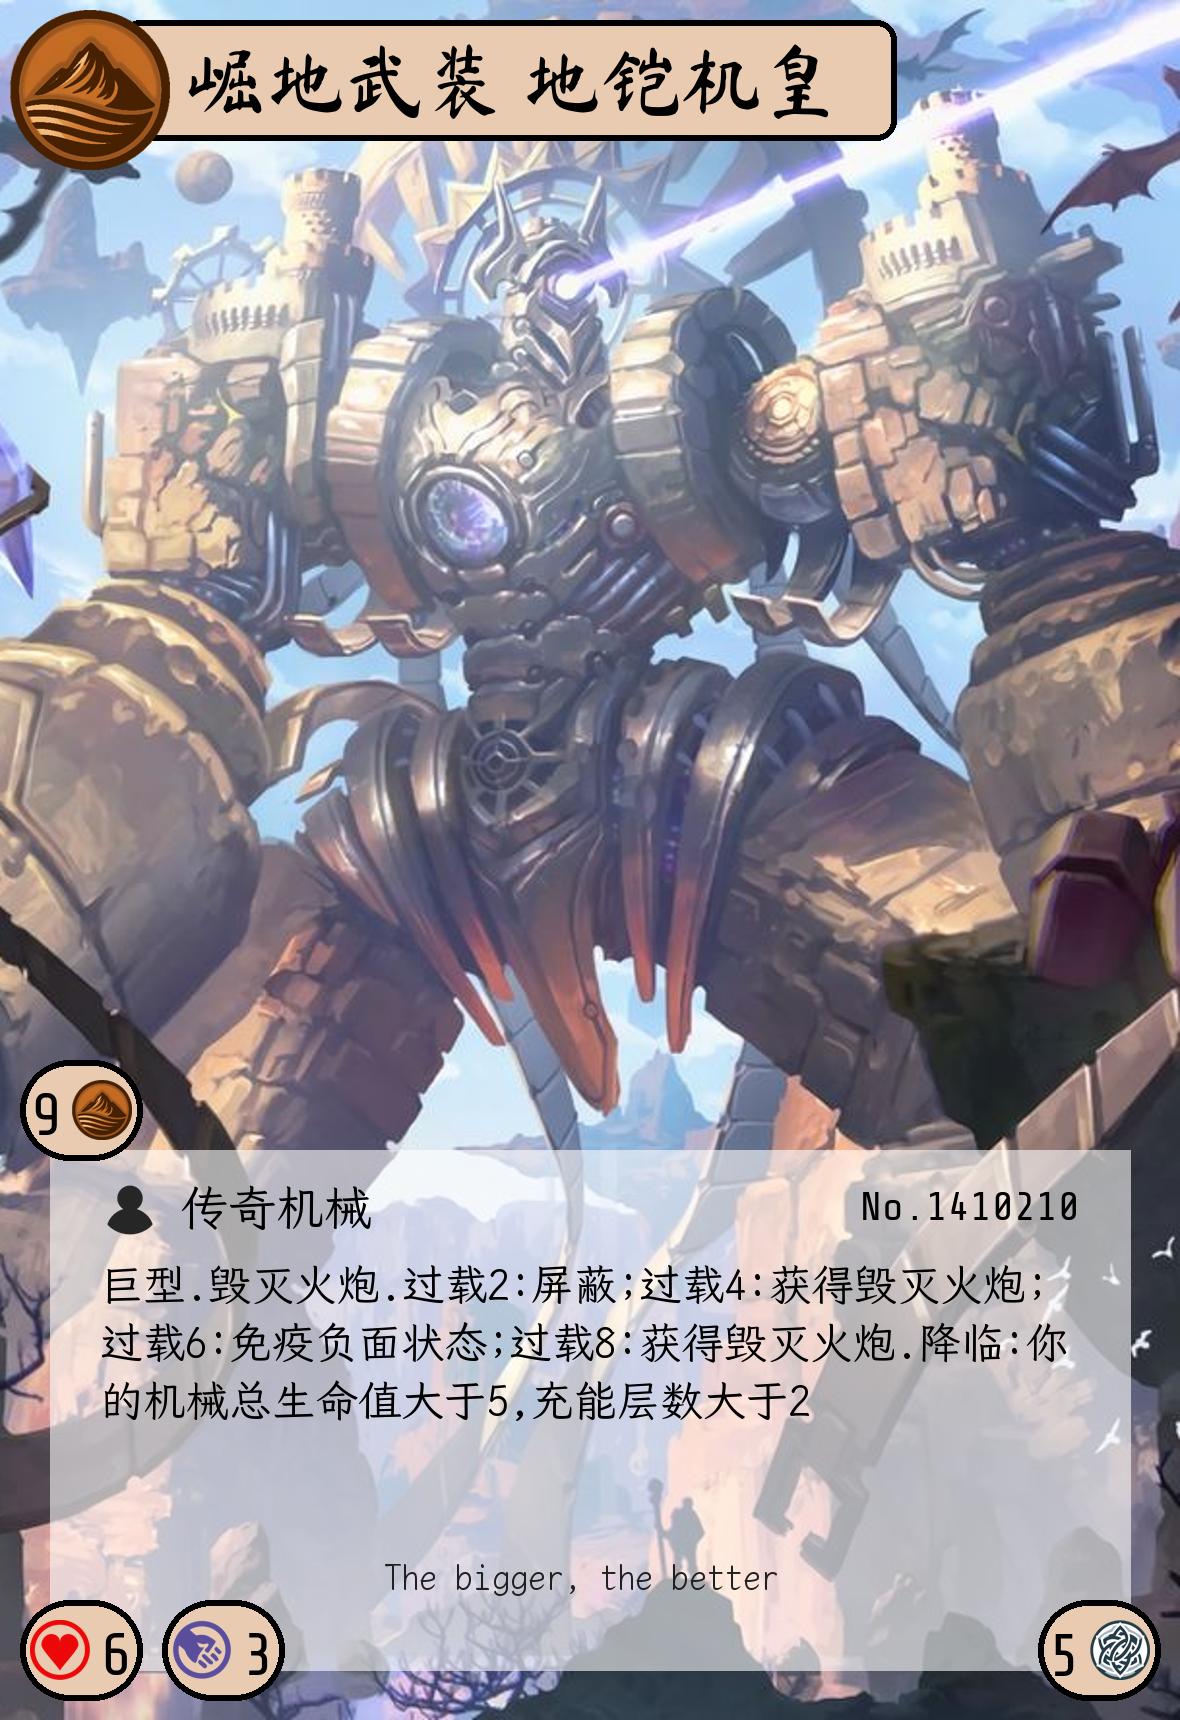 崛地武装 地铠机皇
9
传奇机械
No.1410210
巨型.毁灭火炮.过载2:屏蔽;过载4:获得毁灭火炮;
过载6:免疫负面状态;过载8:获得毁灭火炮.降临:你
的机械总生命值大于5,充能层数大于2
The bigger, the better
6
3
5